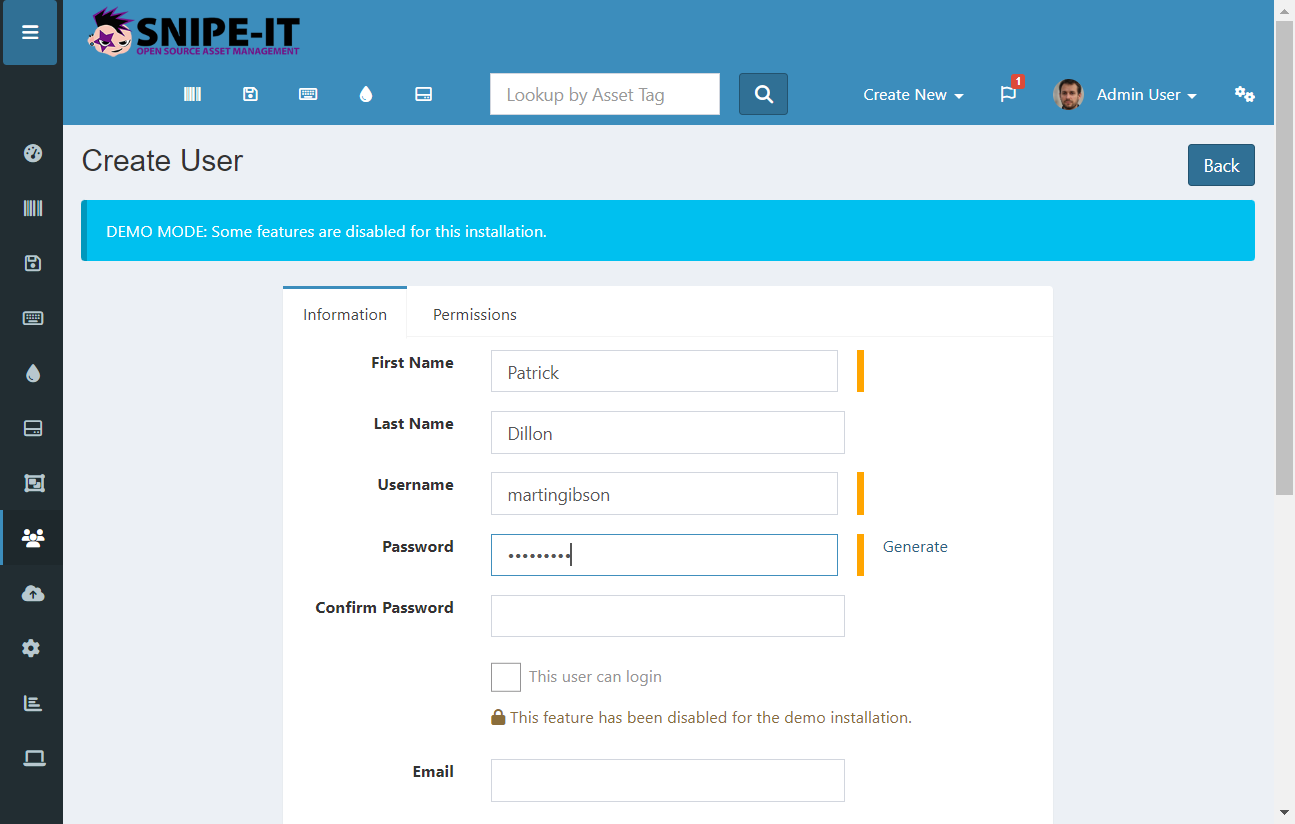 SNIPE-IT
OPEN SOURCE ASSET MANAGEMENT
Lookup by Asset Tag
Create New
1
Admin User
Create User
Back
DEMO MODE: Some features are disabled for this installation.
Information
Permissions
First Name
Patrick
Last Name
Dillon
Username
martingibson
Password
•••••••••
Generate
Confirm Password
This user can login
This feature has been disabled for the demo installation.
Email